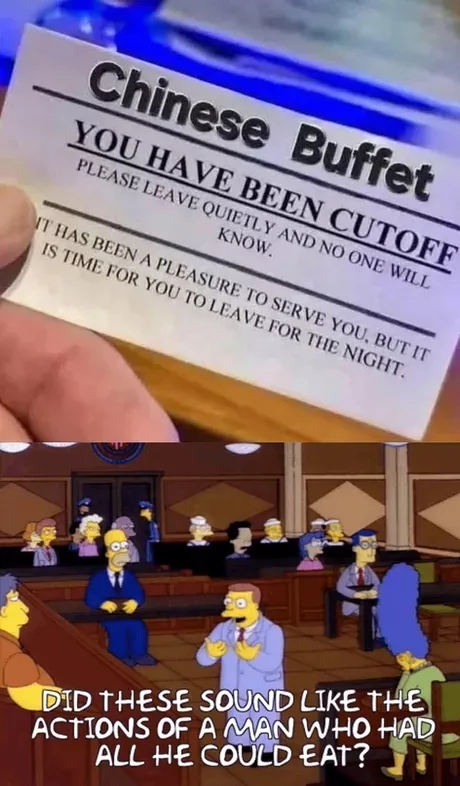 Chinese Buffet
YOU HAVE BEEN CUTOFF
PLEASE LEAVE QUIETLY AND NO ONE WILL
KNOW.
IT HAS BEEN A PLEASURE TO SERVE YOU, BUT IT
IS TIME FOR YOU TO LEAVE FOR THE NIGHT.
DID THESE SOUND LIKE THE
ACTIONS OF A MAN WHO HAD
ALL HE COULD EAT?